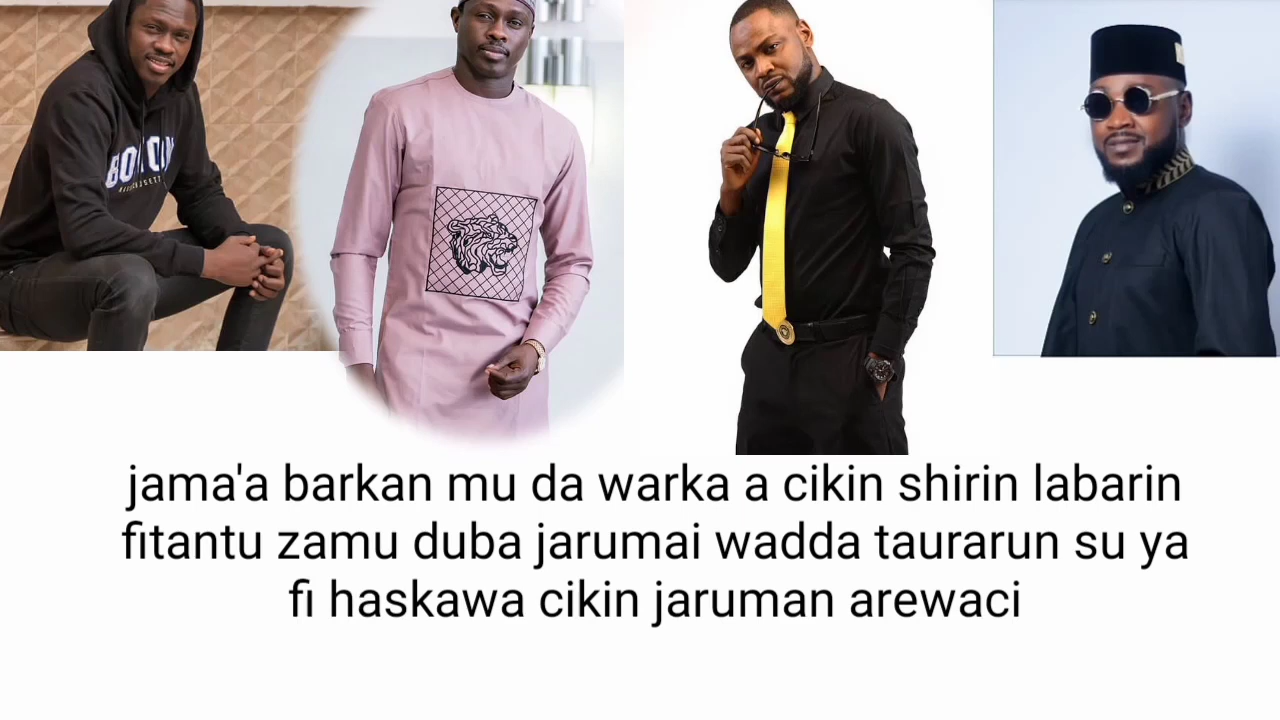 BO
jama'a barkan mu da warka a cikin shirin labarin
fitantu zamu duba jarumai wadda taurarun su ya
fi haskawa cikin jaruman arewaci